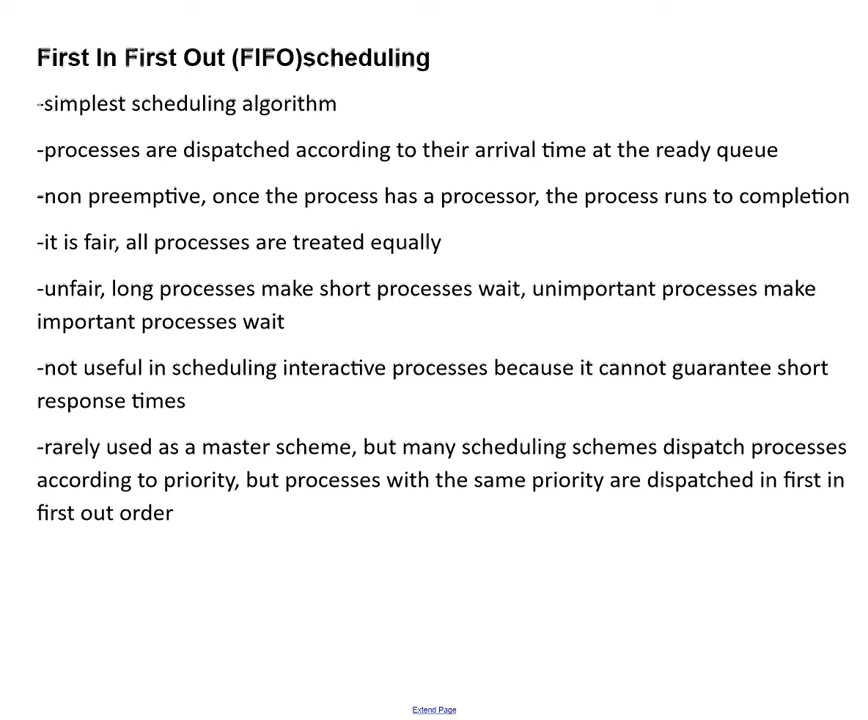 First In First Out (FIFO)scheduling
-simplest scheduling algorithm
-processes are dispatched according to their arrival time at the ready queue
-non preemptive, once the process has a processor, the process runs to completion
-it is fair, all processes are treated equally
-unfair, long processes make short processes wait, unimportant processes make
important processes wait
-not useful in scheduling interactive processes because it cannot guarantee short
response times
-rarely used as a master scheme, but many scheduling schemes dispatch processes
according to priority, but processes with the same priority are dispatched in first in
first out order
Extend Page